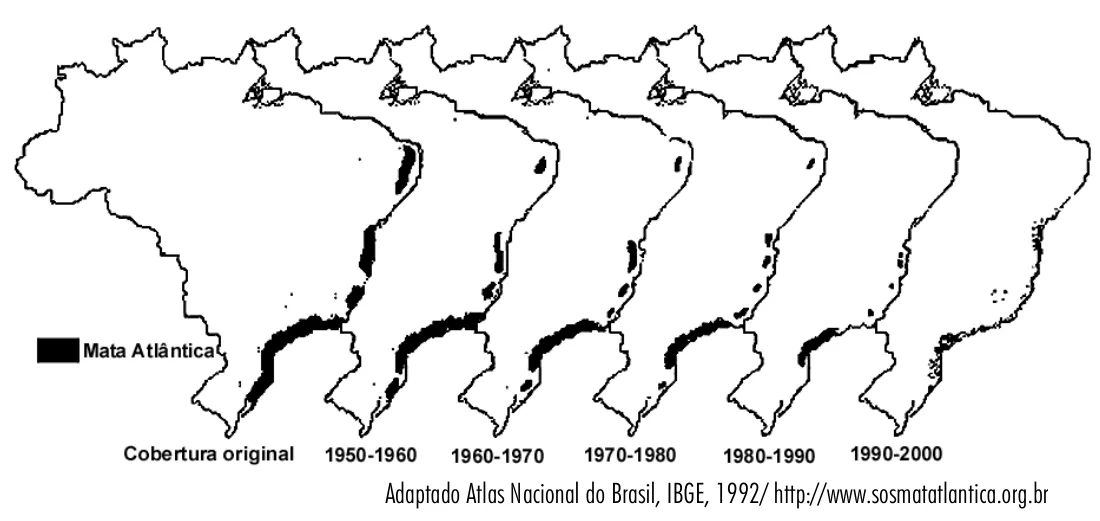 Mata Atlântica
Cobertura original 1950-1960 1960-1970 1970-1980 1980-1990 1990-2000
Adaptado Atlas Nacional do Brasil, IBGE, 1992/ http://www.sosmatatlantica.org.br